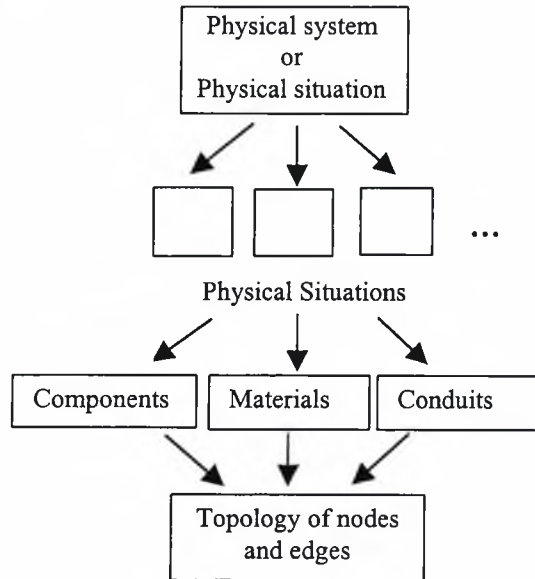 Physical system
or
Physical situation
...
Physical Situations
Components Materials Conduits
Topology of nodes
and edges